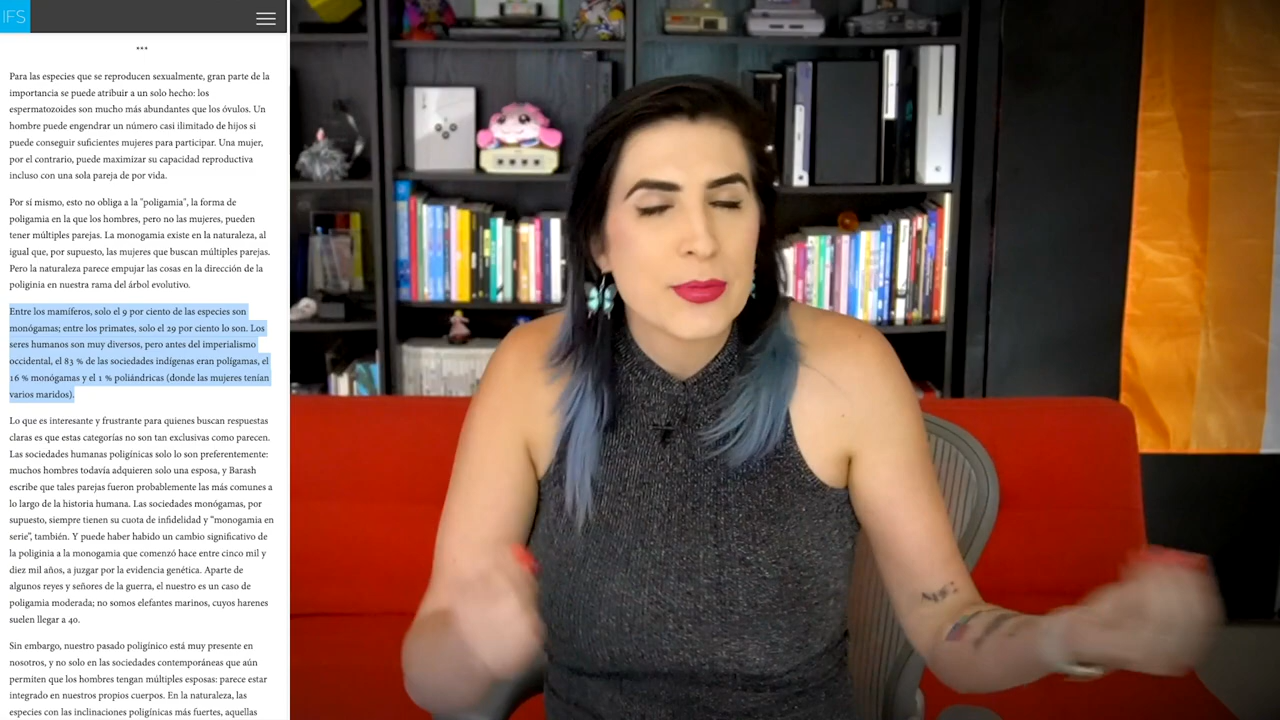 IFS
***
Para las especies que se reproducen sexualmente, gran parte de la
importancia se puede atribuir a un solo hecho: los
espermatozoides son mucho más abundantes que los óvulos. Un
hombre puede engendrar un número casi ilimitado de hijos si
puede conseguir suficientes mujeres para participar. Una mujer,
por el contrario, puede maximizar su capacidad reproductiva
incluso con una sola pareja de por vida.
Por sí mismo, esto no obliga a la "poligamia", la forma de
poligamia en la que los hombres, pero no las mujeres, pueden
tener múltiples parejas. La monogamia existe en la naturaleza, al
igual que, por supuesto, las mujeres que buscan múltiples parejas.
Pero la naturaleza parece empujar las cosas en la dirección de la
poliginia en nuestra rama del árbol evolutivo.
Entre los mamíferos, solo el 9 por ciento de las especies son
monógamas; entre los primates, solo el 29 por ciento lo son. Los
seres humanos son muy diversos, pero antes del imperialismo
occidental, el 83 % de las sociedades indígenas eran polígamas, el
16 % monógamas y el 1 % poliándricas (donde las mujeres tenían
varios maridos).
Lo que es interesante y frustrante para quienes buscan respuestas
claras es que estas categorías no son tan exclusivas como parecen.
Las sociedades humanas poligínicas solo lo son preferentemente:
muchos hombres todavía adquieren solo una esposa, y Barash
escribe que tales parejas fueron probablemente las más comunes a
lo largo de la historia humana. Las sociedades monógamas, por
supuesto, siempre tienen su cuota de infidelidad y "monogamia en
serie", también. Y puede haber habido un cambio significativo de
la poliginia a la monogamia que comenzó hace entre cinco mil y
diez mil años, a juzgar por la evidencia genética. Aparte de
algunos reyes y señores de la guerra, el nuestro es un caso de
poligamia moderada; no somos elefantes marinos, cuyos harenes
suelen llegar a 40.
Sin embargo, nuestro pasado poligínico está muy presente en
nosotros, y no solo en las sociedades contemporáneas que aún
permiten que los hombres tengan múltiples esposas: parece estar
integrado en nuestros propios cuerpos. En la naturaleza, las
especies con las inclinaciones poligínicas más fuertes, aquellas